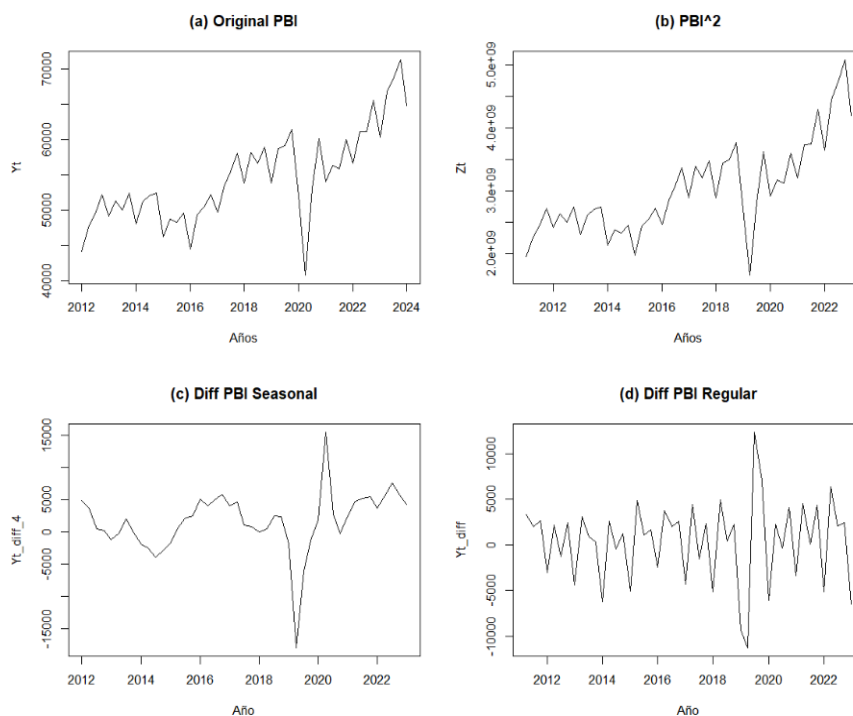 (a) Original PBI
Yt
70000
60000
50000
40000
2012 2014 2016 2018 2020 2022 2024
Años
(b) PBI^2
Zt
5.0e+09
4.0e+09
3.0e+09
2.0e+09
2012 2014 2016 2018 2020 2022
Años
(c) Diff PBI Seasonal
Yt_diff_4
15000
5000
0
-5000
-15000
2012 2014 2016 2018 2020 2022
Año
(d) Diff PBI Regular
Yt_diff
10000
5000
0
-5000
-10000
2012 2014 2016 2018 2020 2022
Año